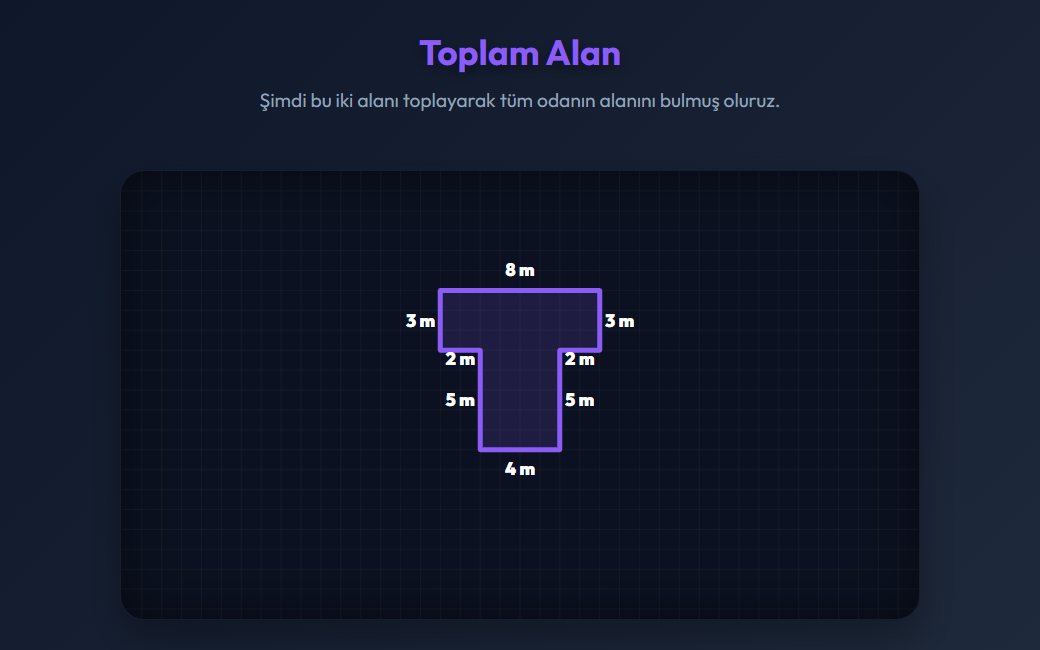 Toplam Alan
Şimdi bu iki alanı toplayarak tüm odanın alanını bulmuş oluruz.
8 m
3 m
3 m
2 m
2 m
5 m
5 m
4 m